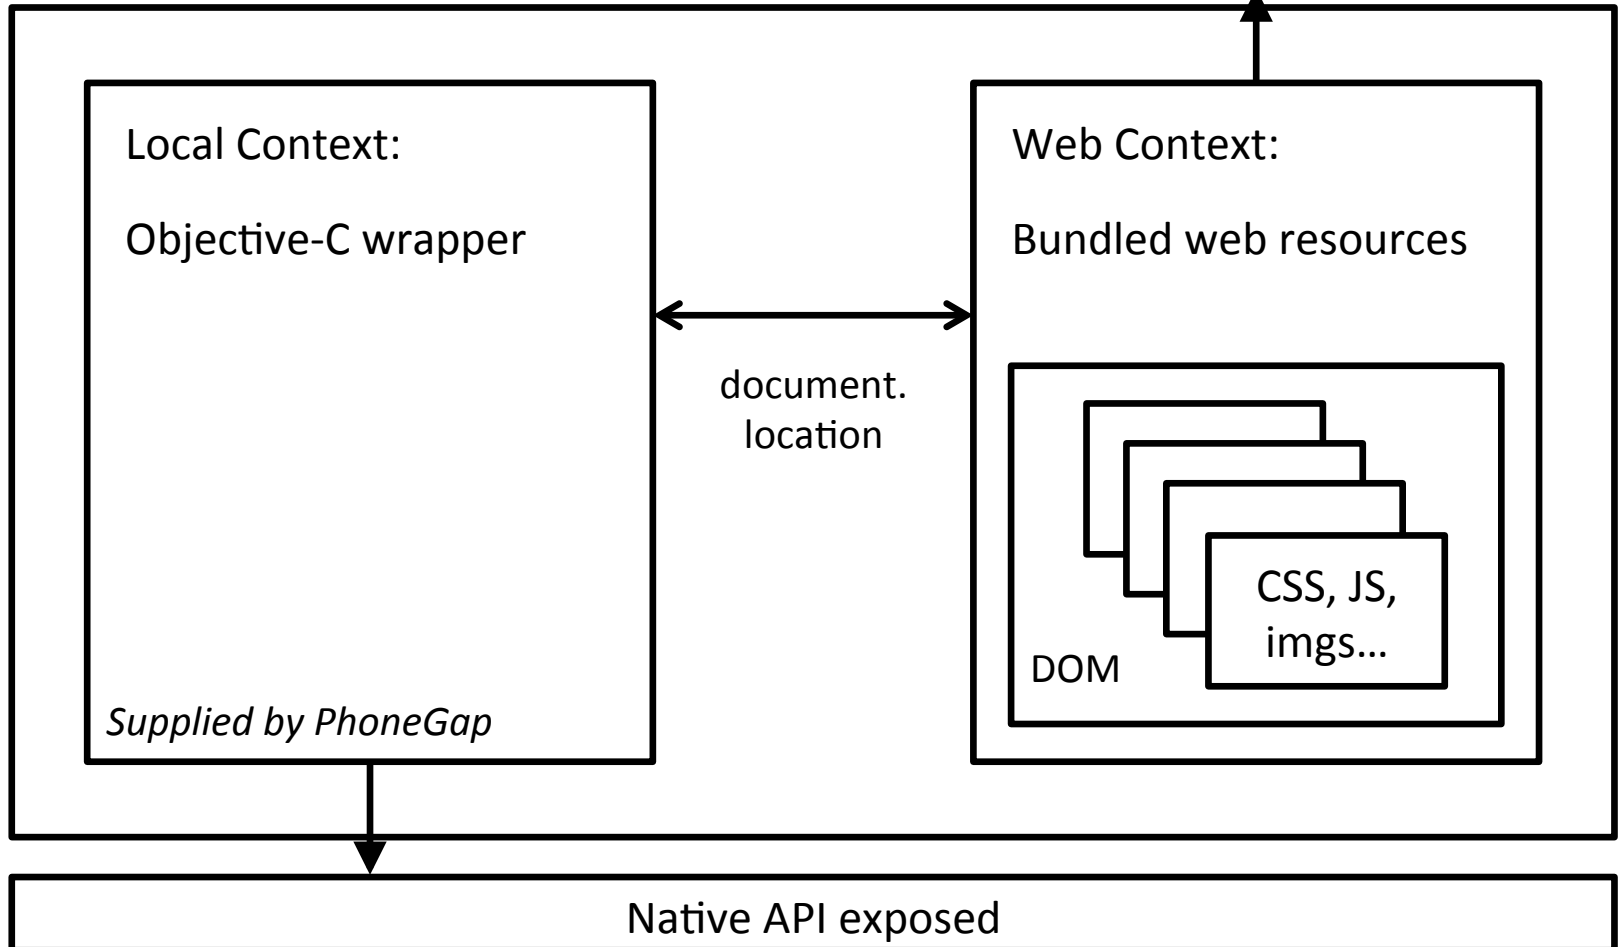 Local Context:
Objective-C wrapper
Supplied by PhoneGap
document.
location
Web Context:
Bundled web resources
CSS, JS,
imgs...
DOM
Native API exposed